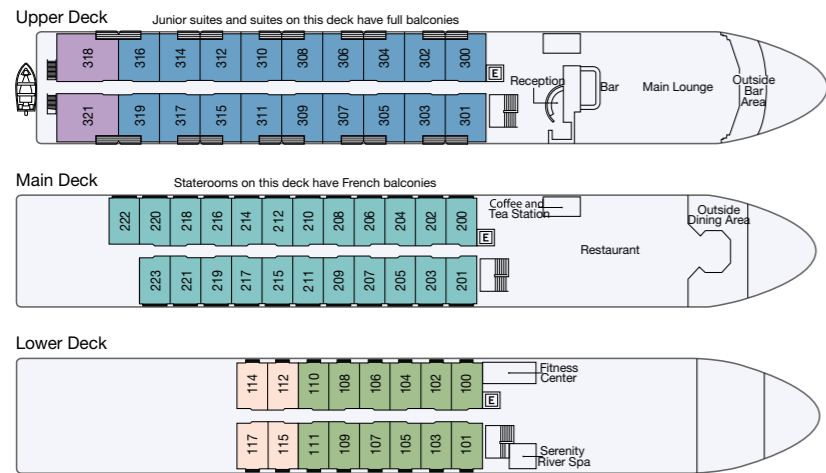 Upper Deck
Junior suites and suites on this deck have full balconies
318 316 314 312 310 308 306 304 302 300
E
Reception
Bar
Main Lounge
Outside
Bar
Area
321 319 317 315 311 309 307 305 303 301
Main Deck
Staterooms on this deck have French balconies
222 220 218 216 214 212 210 208 206 204 202 200
E
Coffee and
Tea Station
Restaurant
Outside
Dining Area
223 221 219 217 215 211 209 207 205 203 201
Lower Deck
114 112 110 108 106 104 102 100
E
Fitness
Center
117 115 111 109 107 105 103 101
Serenity
River Spa